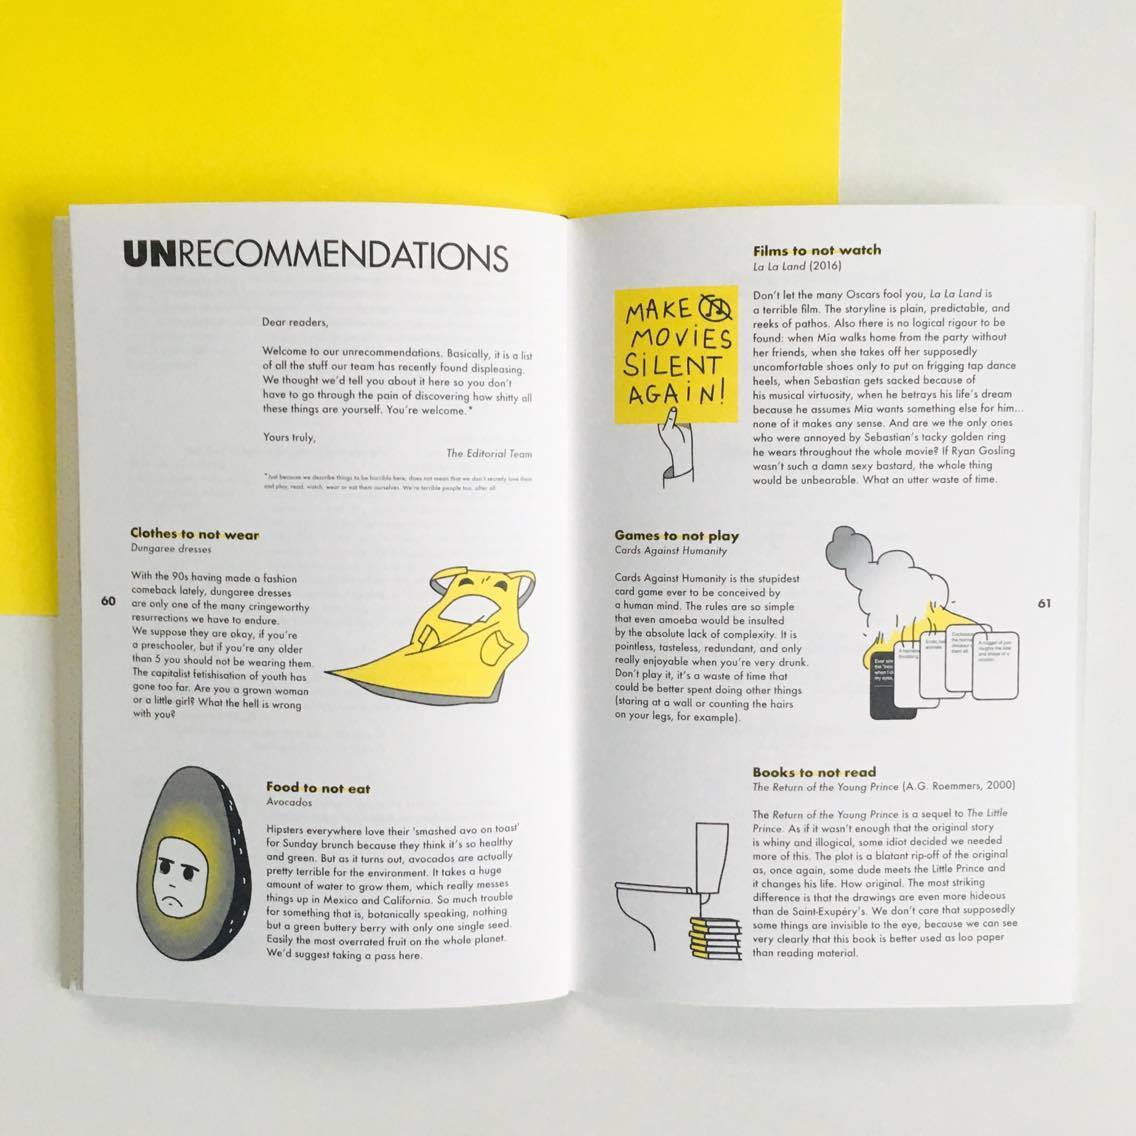 UNRECOMMENDATIONS
Dear readers,
Welcome to our unrecommendations. Basically, it is a list
of all the stuff our team has recently found displeasing.
We thought we'd tell you about it here so you don't
have to go through the pain of discovering how shitty all
these things are yourself. You're welcome.*
Yours truly,
The Editorial Team
*Just because we describe things to be horrible here, does not mean that we don't secretly love them
and play, read, watch, wear or eat them ourselves. We're terrible people too, after all.
Clothes to not wear
Dungaree dresses
With the 90s having made a fashion
comeback lately, dungaree dresses
are only one of the many cringeworthy
resurrections we have to endure.
We suppose they are okay, if you're
a preschooler, but if you're any older
than 5 you should not be wearing them.
The capitalist fetishisation of youth has
gone too far. Are you a grown woman
or a little girl? What the hell is wrong
with you?
60
Food to not eat
Avocados
Hipsters everywhere love their 'smashed avo on toast'
for Sunday brunch because they think it's so healthy
and green. But as it turns out, avocados are actually
pretty terrible for the environment. It takes a huge
amount of water to grow them, which really messes
things up in Mexico and California. So much trouble
for something that is, botanically speaking, nothing
but a green buttery berry with only one single seed.
Easily the most overrated fruit on the whole planet.
We'd suggest taking a pass here.
MAKE
MOVIES
SILENT
AGAIN!
Films to not watch
La La Land (2016)
Don't let the many Oscars fool you, La La Land is
a terrible film. The storyline is plain, predictable, and
reeks of pathos. Also there is no logical rigour to be
found: when Mia walks home from the party without
her friends, when she takes off her supposedly
uncomfortable shoes only to put on frigging tap dance
heels, when Sebastian gets sacked because of
his musical virtuosity, when he betrays his life's dream
because he assumes Mia wants something else for him...
none of it makes any sense. And are we the only ones
who were annoyed by Sebastian's tacky golden ring
he wears throughout the whole movie? If Ryan Gosling
wasn't such a damn sexy bastard, the whole thing
would be unbearable. What an utter waste of time.
Games to not play
Cards Against Humanity
Cards Against Humanity is the stupidest
card game ever to be conceived by
a human mind. The rules are so simple
that even amoeba would be insulted
by the absolute lack of complexity. It is
pointless, tasteless, redundant, and only
really enjoyable when you're very drunk.
Don't play it, it's a waste of time that
could be better spent doing other things
(staring at a wall or counting the hairs
on your legs, for example).
61
Books to not read
The Return of the Young Prince (A.G. Roemmers, 2000)
The Return of the Young Prince is a sequel to The Little
Prince. As if it wasn't enough that the original story
is whiny and illogical, some idiot decided we needed
more of this. The plot is a blatant rip-off of the original
as, once again, some dude meets the Little Prince and
it changes his life. How original. The most striking
difference is that the drawings are even more hideous
than de Saint-Exupéry's. We don't care that supposedly
some things are invisible to the eye, because we can see
very clearly that this book is better used as loo paper
than reading material.